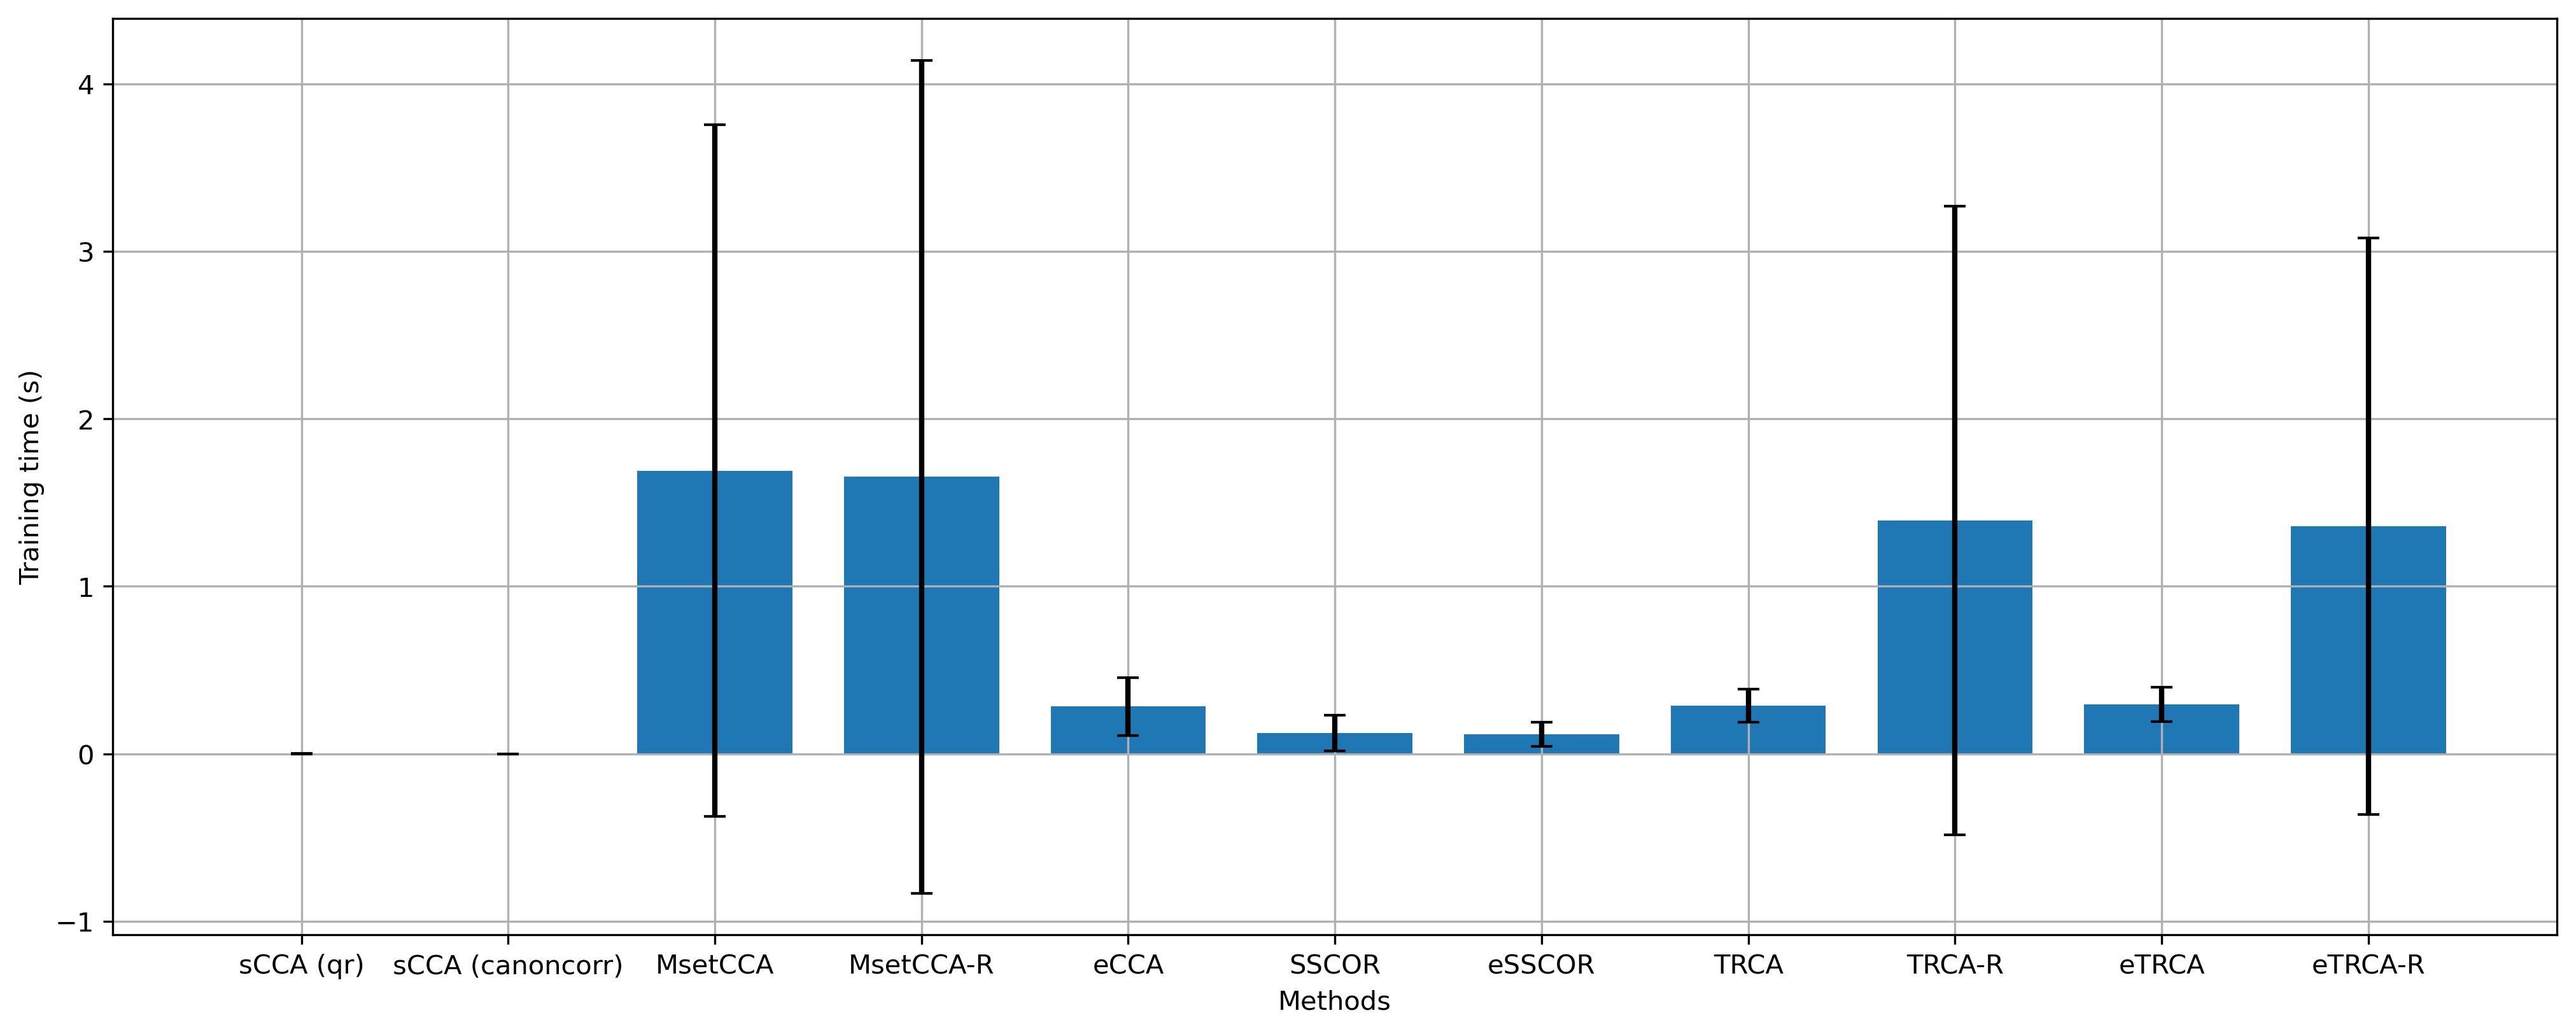 Training time (s)
4
3
2
1
0
−1
sCCA (qr) sCCA (canoncorr) MsetCCA MsetCCA-R eCCA SSCOR eSSCOR TRCA TRCA-R eTRCA eTRCA-R
Methods